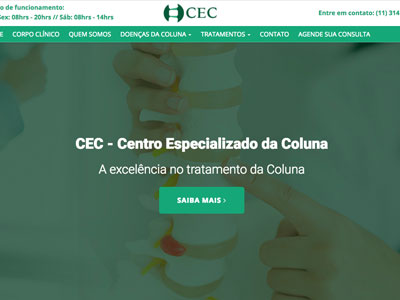 o de funcionamento:
Sex: 08hrs - 20hrs // Sáb: 08hrs - 14hrs
CEC
Entre em contato: (11) 314
E
CORPO CLÍNICO
QUEM SOMOS
DOENÇAS DA COLUNA
TRATAMENTOS
CONTATO
AGENDE SUA CONSULTA
CEC - Centro Especializado da Coluna
A excelência no tratamento da Coluna
SAIBA MAIS >